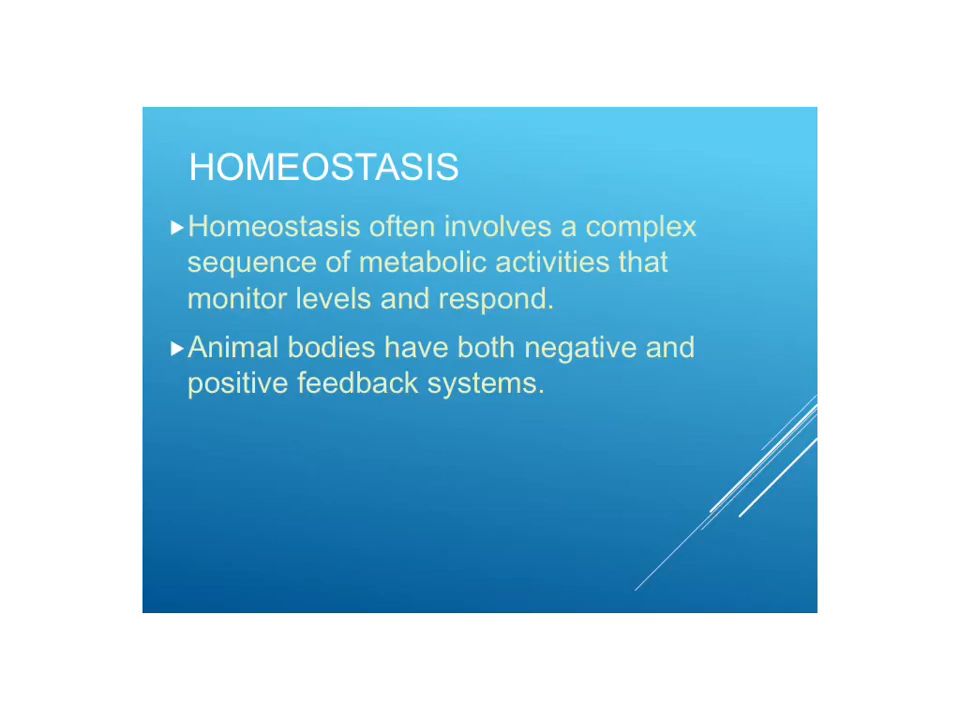 HOMEOSTASIS
Homeostasis often involves a complex
sequence of metabolic activities that
monitor levels and respond.
Animal bodies have both negative and
positive feedback systems.